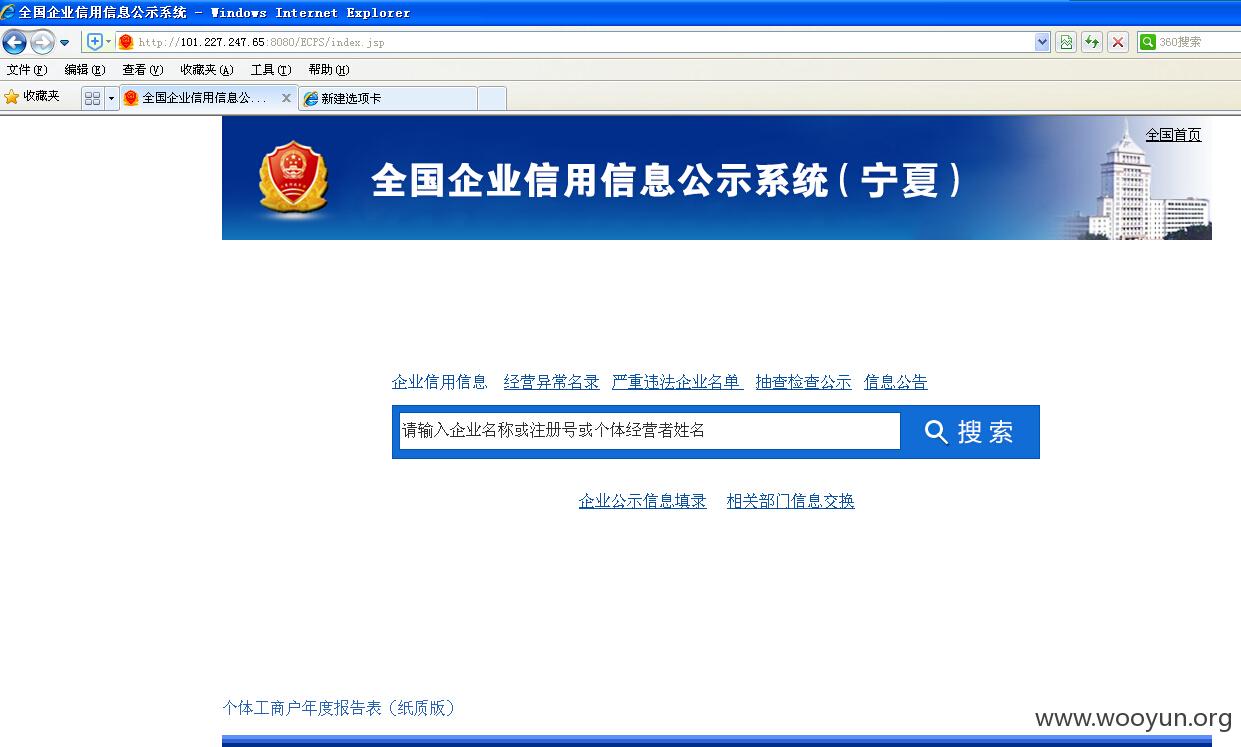 全国企业信用信息公示系统 - Windows Internet Explorer
http://101.227.247.65:8080/ECPS/index.jsp
360搜索
文件(F) 编辑(E) 查看(V) 收藏夹(A) 工具(T) 帮助(H)
收藏夹 全国企业信用信息公... 新建选项卡
全国首页
全国企业信用信息公示系统（宁夏）
企业信用信息 经营异常名录 严重违法企业名单 抽查检查公示 信息公告
请输入企业名称或注册号或个体经营者姓名 搜索
企业公示信息填录 相关部门信息交换
个体工商户年度报告表（纸质版）
www.wooyun.org